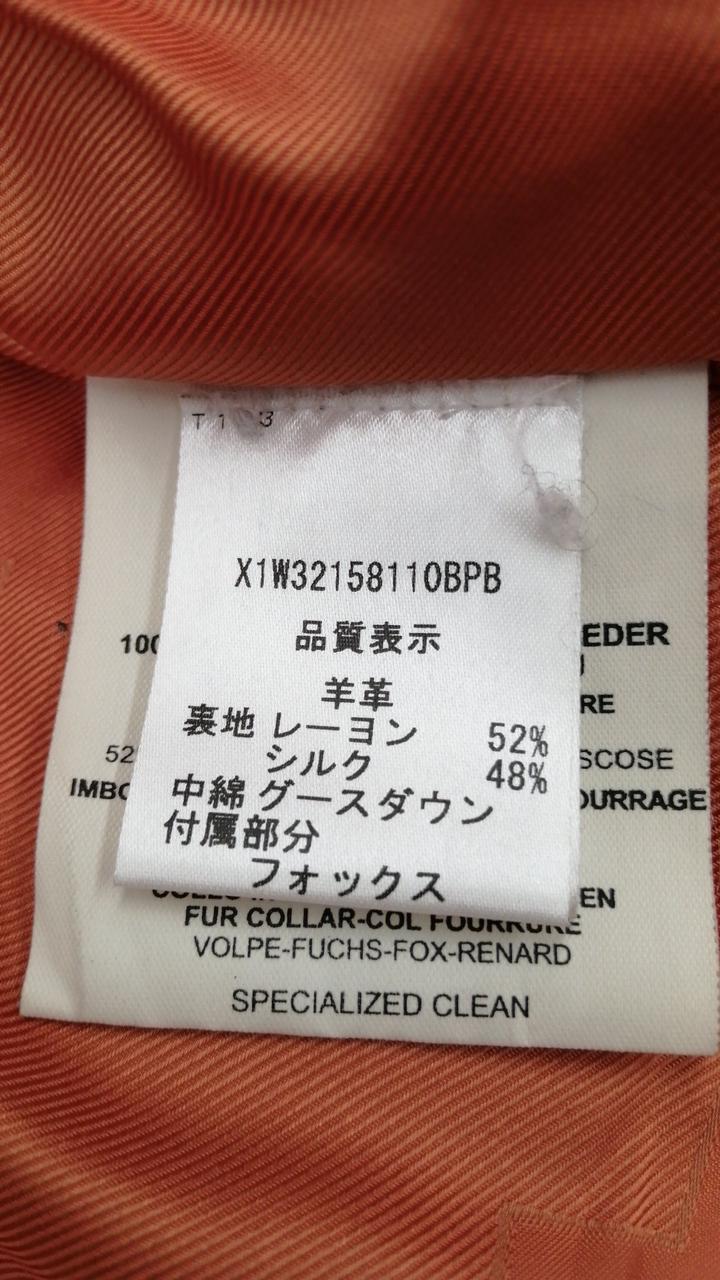 X1W32158110BPB
品質表示
羊革
裏地 レーヨン 52%
シルク 48%
中綿 グースダウン
付属部分
フォックス
FUR COLLAR-COL FOURRURE
VOLPE-FUCHS-FOX-RENARD
SPECIALIZED CLEAN